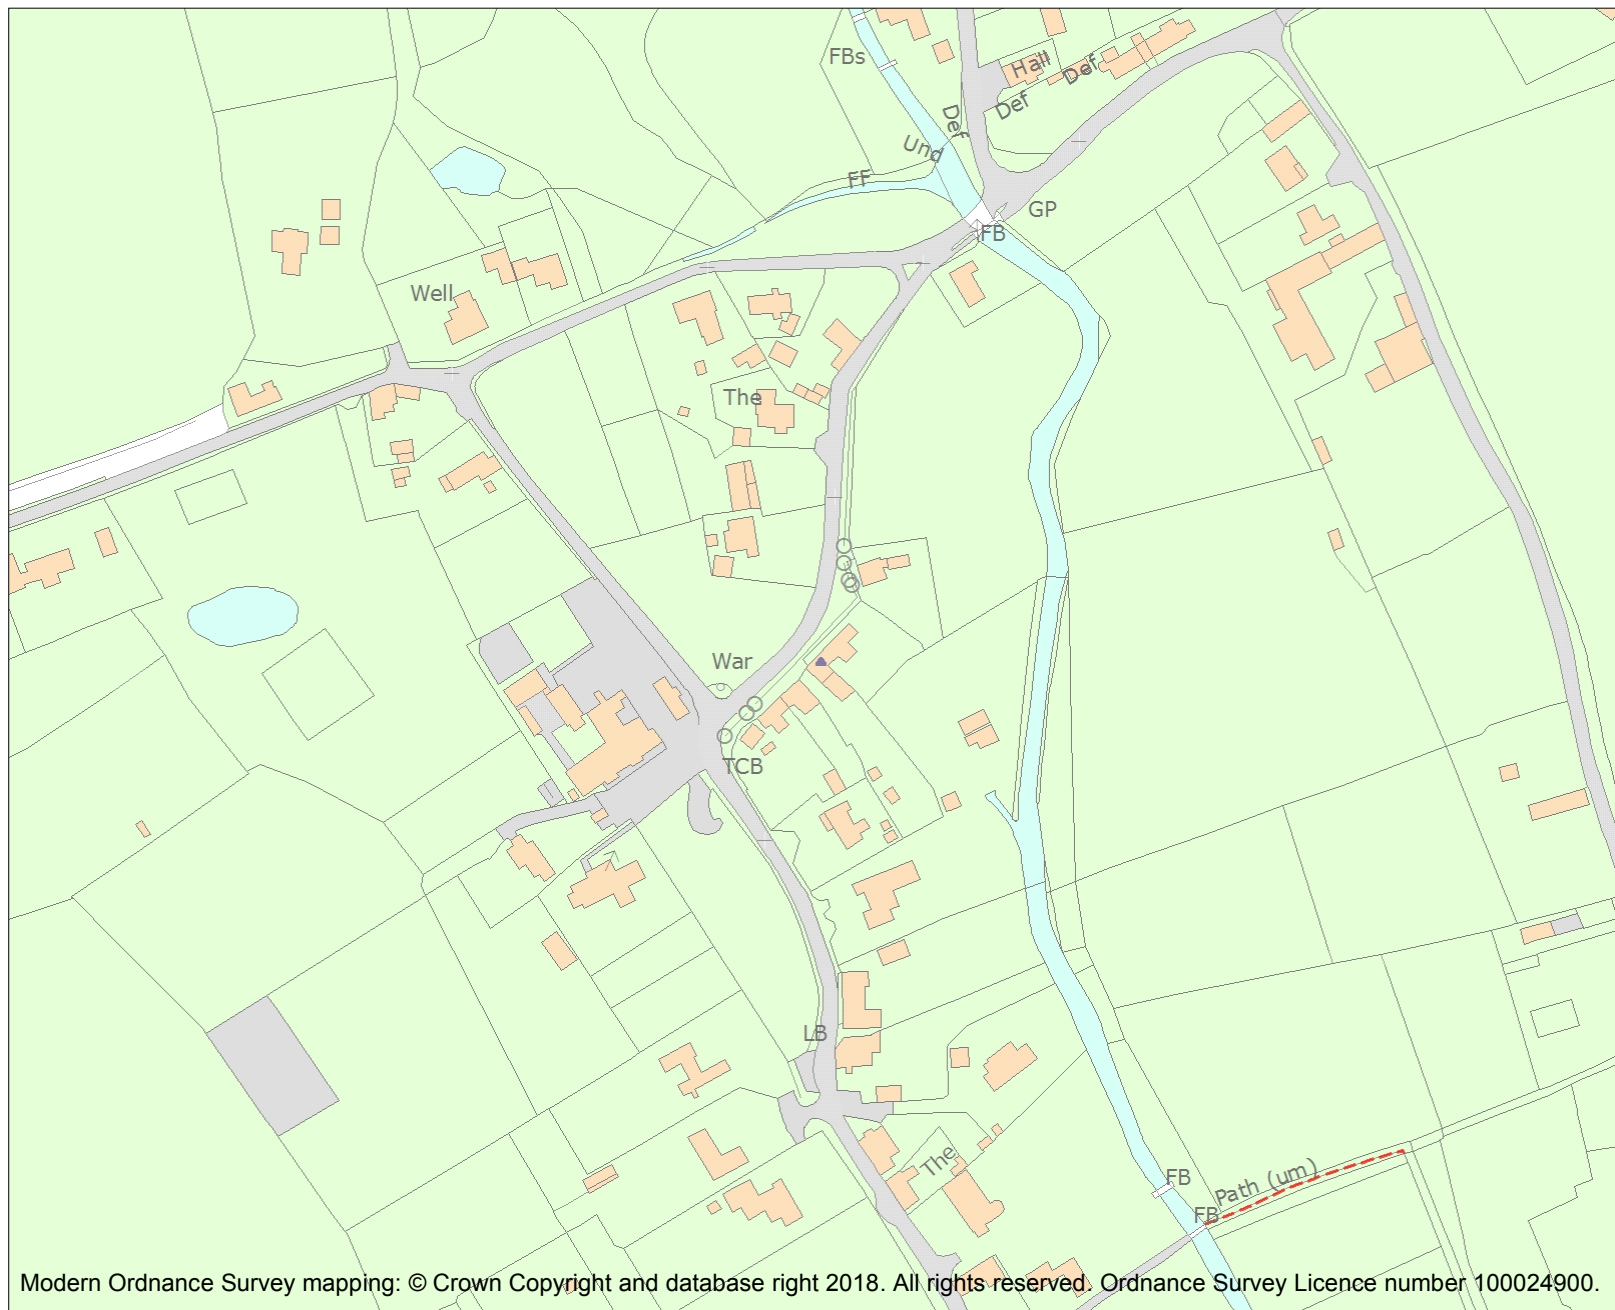 FBs
Hall
Def
Def
Def
Und
FF
GP
FB
Well
The
War
TCB
LB
The
FB
Path (um)
FB
Modern Ordnance Survey mapping: © Crown Copyright and database right 2018. All rights reserved. Ordnance Survey Licence number 100024900.